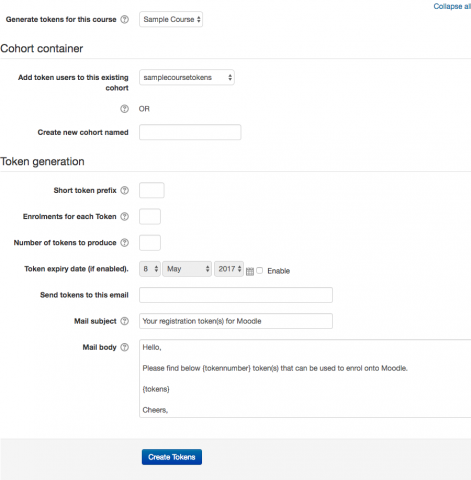 Collapse all
Generate tokens for this course
Sample Course
Cohort container
Add token users to this existing
cohort
samplecoursetokens
OR
Create new cohort named
Token generation
Short token prefix
Enrolments for each Token
Number of tokens to produce
Token expiry date (if enabled).
8 May 2017 Enable
Send tokens to this email
Mail subject
Your registration token(s) for Moodle
Mail body
Hello,
Please find below {tokennumber} token(s) that can be used to enrol onto Moodle.
{tokens}
Cheers,
Create Tokens